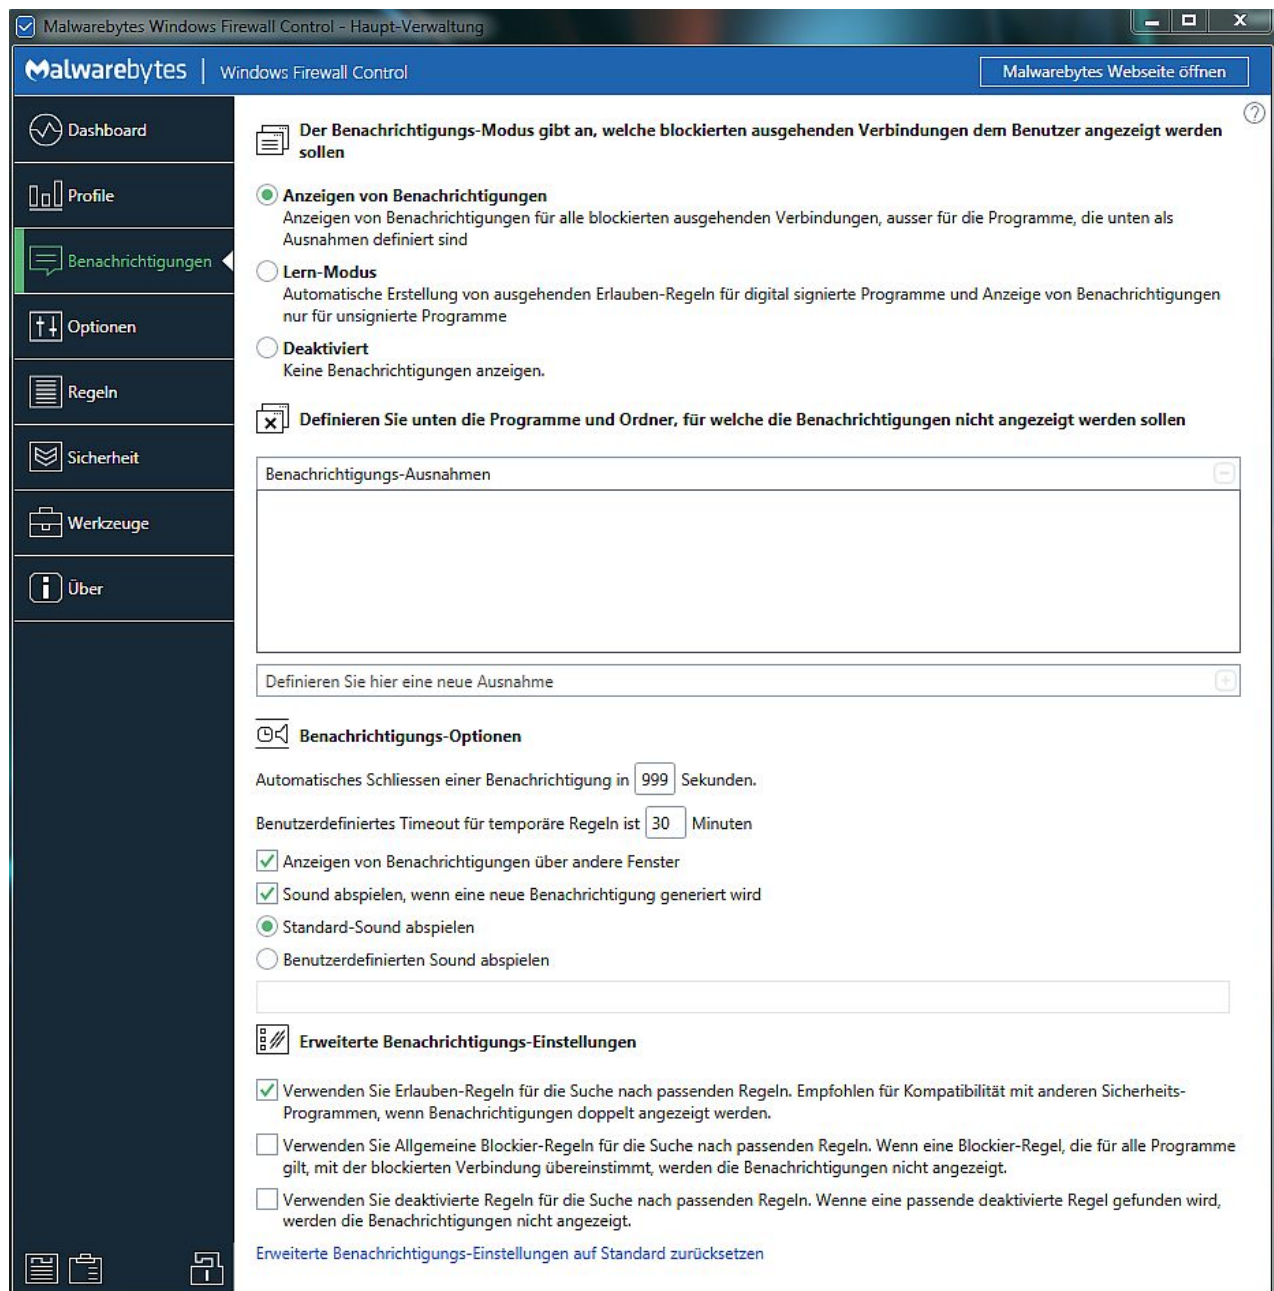 Malwarebytes Windows Firewall Control - Haupt-Verwaltung
Malwarebytes | Windows Firewall Control
Malwarebytes Webseite öffnen
Dashboard
Profile
Benachrichtigungen
Optionen
Regeln
Sicherheit
Werkzeuge
Über
Der Benachrichtigungs-Modus gibt an, welche blockierten ausgehenden Verbindungen dem Benutzer angezeigt werden
sollen
Anzeigen von Benachrichtigungen
Anzeigen von Benachrichtigungen für alle blockierten ausgehenden Verbindungen, ausser für die Programme, die unten als
Ausnahmen definiert sind
Lern-Modus
Automatische Erstellung von ausgehenden Erlauben-Regeln für digital signierte Programme und Anzeige von Benachrichtigungen
nur für unsignierte Programme
Deaktiviert
Keine Benachrichtigungen anzeigen.
Definieren Sie unten die Programme und Ordner, für welche die Benachrichtigungen nicht angezeigt werden sollen
Benachrichtigungs-Ausnahmen
Definieren Sie hier eine neue Ausnahme
Benachrichtigungs-Optionen
Automatisches Schliessen einer Benachrichtigung in 999 Sekunden.
Benutzerdefiniertes Timeout für temporäre Regeln ist 30 Minuten
Anzeigen von Benachrichtigungen über andere Fenster
Sound abspielen, wenn eine neue Benachrichtigung generiert wird
Standard-Sound abspielen
Benutzerdefinierten Sound abspielen
Erweiterte Benachrichtigungs-Einstellungen
Verwenden Sie Erlauben-Regeln für die Suche nach passenden Regeln. Empfohlen für Kompatibilität mit anderen Sicherheits-
Programmen, wenn Benachrichtigungen doppelt angezeigt werden.
Verwenden Sie Allgemeine Blockier-Regeln für die Suche nach passenden Regeln. Wenn eine Blockier-Regel, die für alle Programme
gilt, mit der blockierten Verbindung übereinstimmt, werden die Benachrichtigungen nicht angezeigt.
Verwenden Sie deaktivierte Regeln für die Suche nach passenden Regeln. Wenne eine passende deaktivierte Regel gefunden wird,
werden die Benachrichtigungen nicht angezeigt.
Erweiterte Benachrichtigungs-Einstellungen auf Standard zurücksetzen